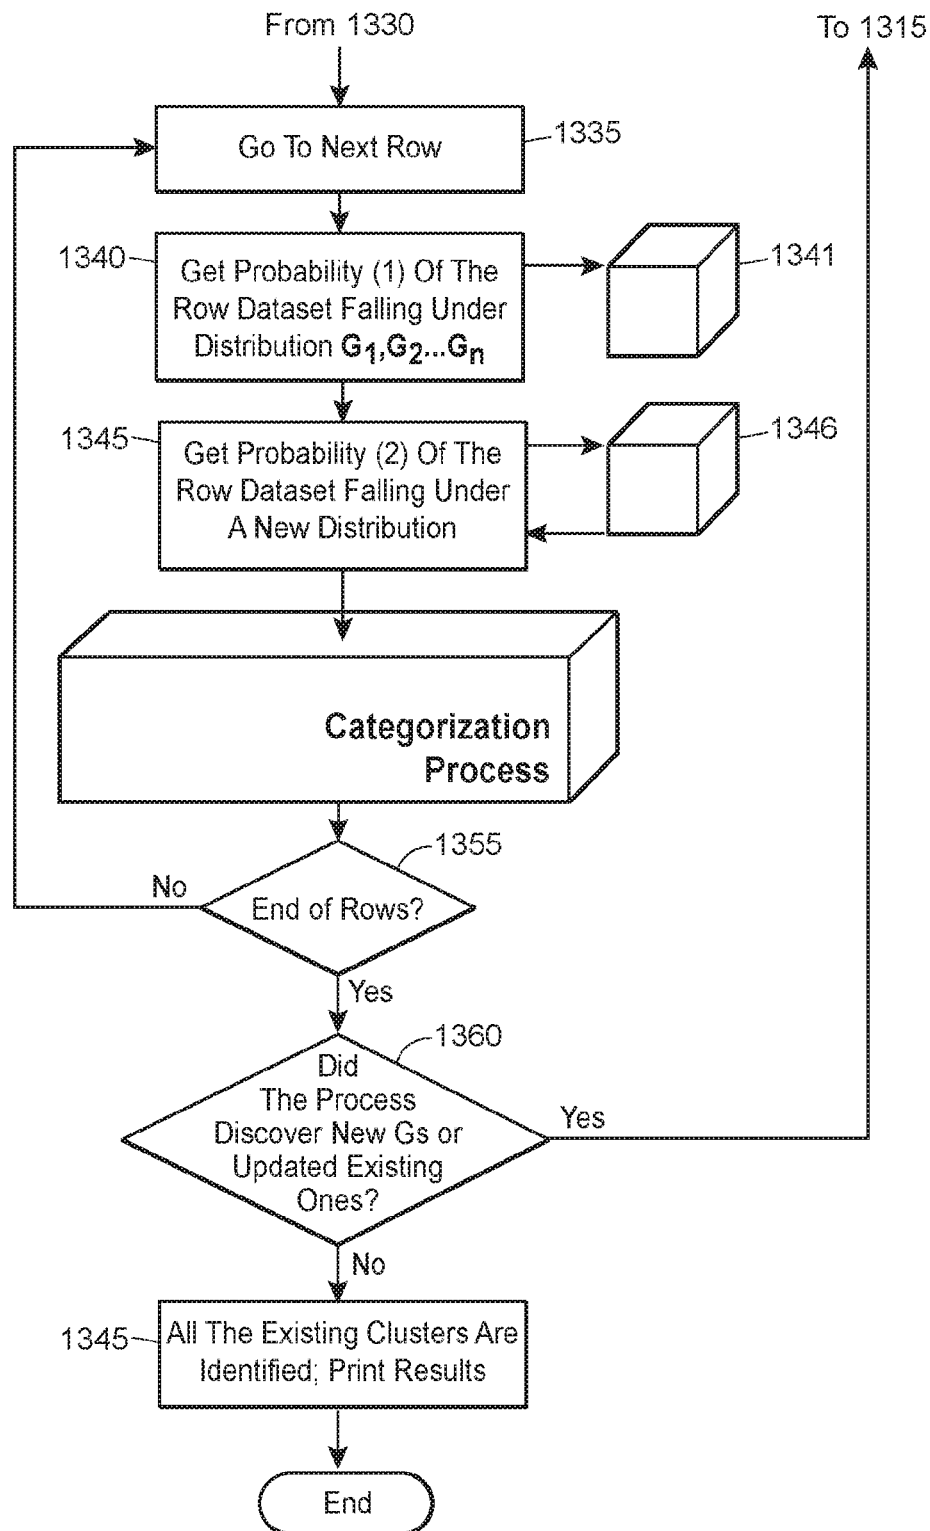 From 1330
To 1315
Go To Next Row
1335
1340
Get Probability (1) Of The
Row Dataset Falling Under
Distribution G1,G2...Gn
1341
1345
Get Probability (2) Of The
Row Dataset Falling Under
A New Distribution
1346
Categorization
Process
1355
No
End of Rows?
Yes
1360
Did
The Process
Discover New Gs or
Updated Existing
Ones?
Yes
No
1345
All The Existing Clusters Are
Identified; Print Results
End